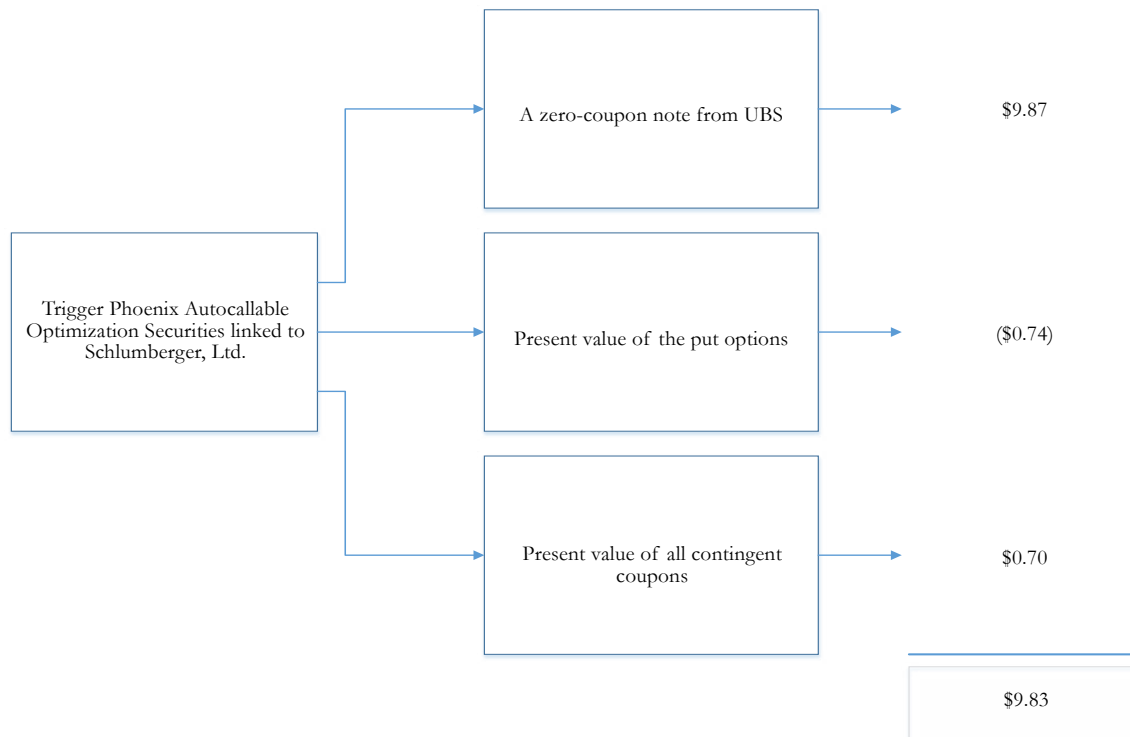 A zero-coupon note from UBS
$9.87
Trigger Phoenix Autocallable
Optimization Securities linked to
Schlumberger, Ltd.
Present value of the put options
($0.74)
Present value of all contingent
coupons
$0.70
$9.83